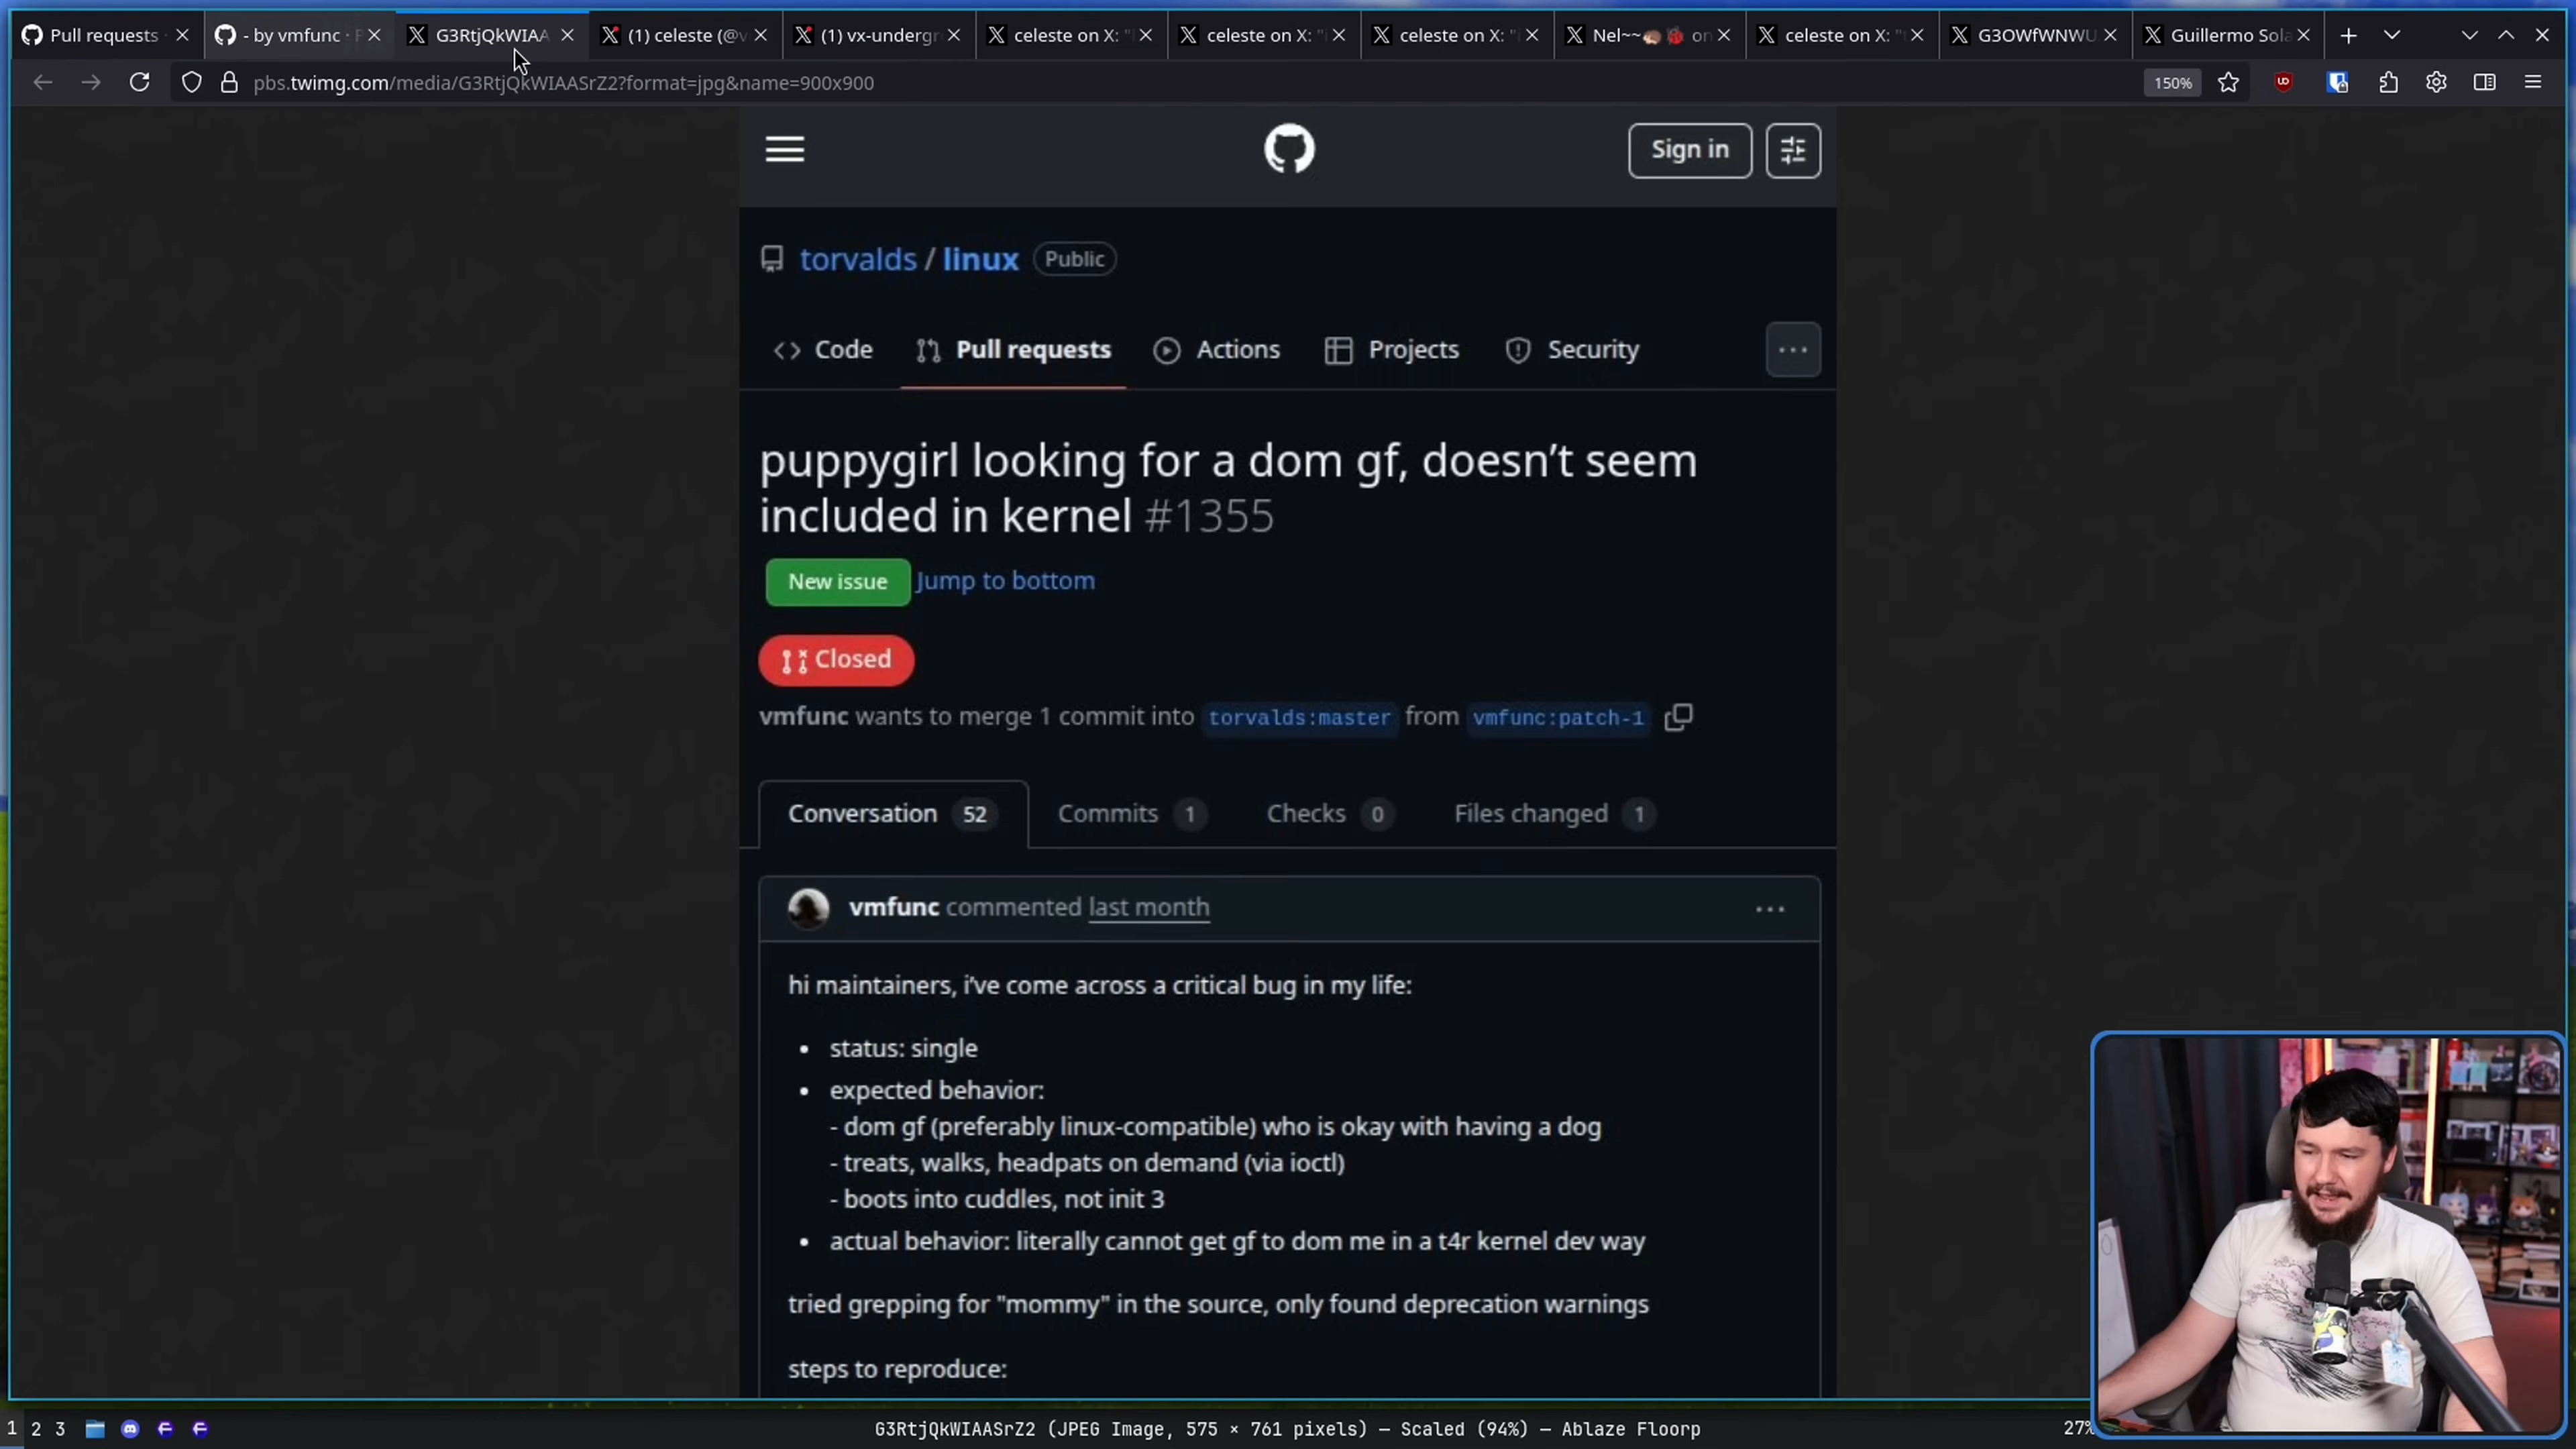 Pull requests
- by vmfunc ·
G3RtjQkWIAA
(1) celeste (@v
(1) vx-undergr
celeste on X: "
celeste on X: "
celeste on X: "
Nel~~🦔🐞 on
celeste on X: "
G3OWfWNWU
Guillermo Sola
pbs.twimg.com/media/G3RtjQkWIAASrZ2?format=jpg&name=900x900
150%
Sign in
torvalds / linux Public
Code Pull requests Actions Projects Security
puppygirl looking for a dom gf, doesn't seem
included in kernel #1355
New issue Jump to bottom
Closed
vmfunc wants to merge 1 commit into torvalds:master from vmfunc:patch-1
Conversation 52 Commits 1 Checks 0 Files changed 1
vmfunc commented last month
hi maintainers, i've come across a critical bug in my life:
• status: single
• expected behavior:
- dom gf (preferably linux-compatible) who is okay with having a dog
- treats, walks, headpats on demand (via ioctl)
- boots into cuddles, not init 3
• actual behavior: literally cannot get gf to dom me in a t4r kernel dev way
tried grepping for "mommy" in the source, only found deprecation warnings
steps to reproduce:
1 2 3
G3RtjQkWIAASrZ2 (JPEG Image, 575 × 761 pixels) — Scaled (94%) — Ablaze Floorp
27%